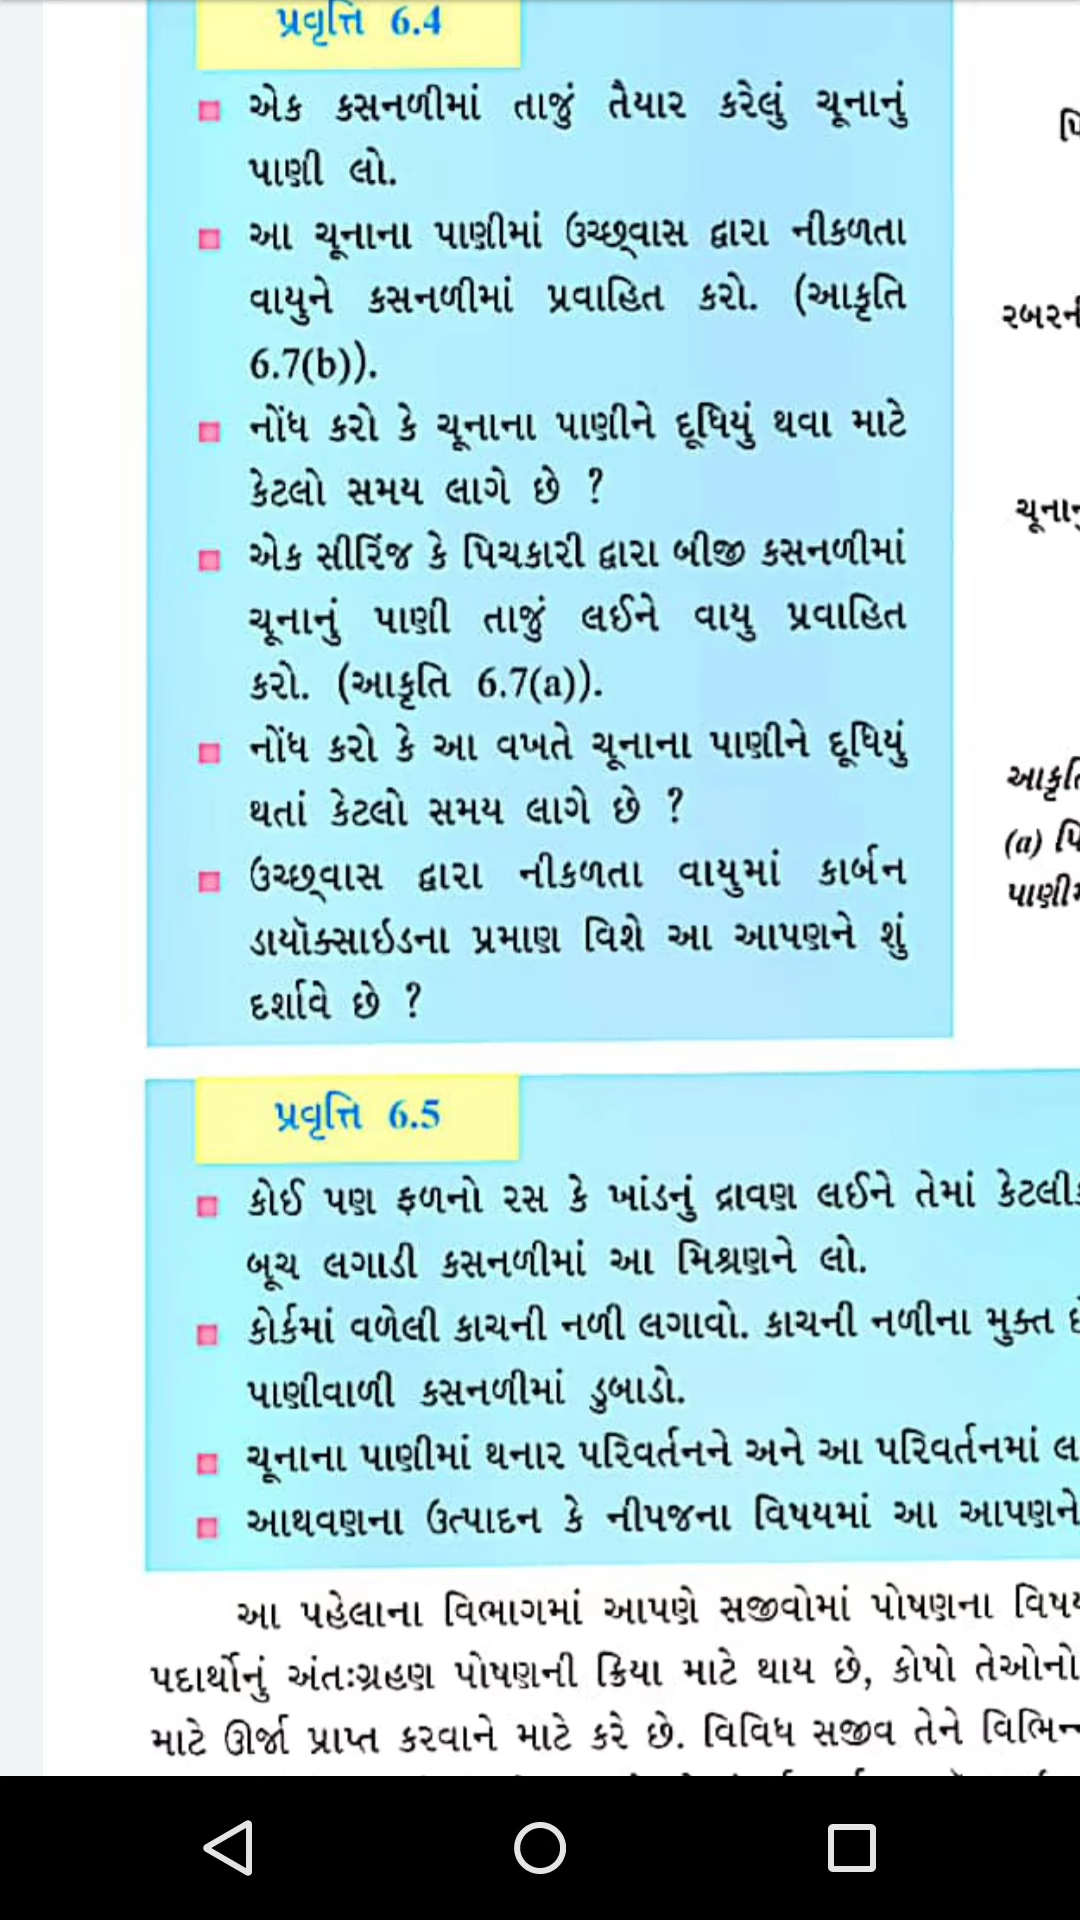 પ્રવૃત્તિ 6.4
એક કસનળીમાં તાજું તૈયાર કરેલું ચૂનાનું
પાણી લો.
આ ચૂનાના પાણીમાં ઉચ્છ્વાસ દ્વારા નીકળતા
વાયુને કસનળીમાં પ્રવાહિત કરો. (આકૃતિ
6.7(b)).
નોંધ કરો કે ચૂનાના પાણીને દૂધિયું થવા માટે
કેટલો સમય લાગે છે ?
એક સીરિંજ કે પિચકારી દ્વારા બીજી કસનળીમાં
ચૂનાનું પાણી તાજું લઈને વાયુ પ્રવાહિત
કરો. (આકૃતિ 6.7(a)).
નોંધ કરો કે આ વખતે ચૂનાના પાણીને દૂધિયું
થતાં કેટલો સમય લાગે છે ?
ઉચ્છ્વાસ દ્વારા નીકળતા વાયુમાં કાર્બન
ડાયૉક્સાઇડના પ્રમાણ વિશે આ આપણને શું
દર્શાવે છે ?
(a)
પ્રવૃત્તિ 6.5
કોઈ પણ ફળનો રસ કે ખાંડનું દ્રાવણ લઈને તેમાં
બૂચ લગાડી કસનળીમાં આ મિશ્રણને લો.
કોર્કમાં વળેલી કાચની નળી લગાવો. કાચની નળીના મુક્ત
પાણીવાળી કસનળીમાં ડુબાડો.
ચૂનાના પાણીમાં થનાર પરિવર્તનને અને આ પરિવર્તનમાં
આથવણના ઉત્પાદન કે નીપજના વિષયમાં આ આપણને
આ પહેલાના વિભાગમાં આપણે સજીવોમાં પોષણના
પદાર્થોનું અંતઃગ્રહણ પોષણની ક્રિયા માટે થાય છે, કોષો તેઓનો
માટે ઊર્જા પ્રાપ્ત કરવાને માટે કરે છે. વિવિધ સજીવ તેને